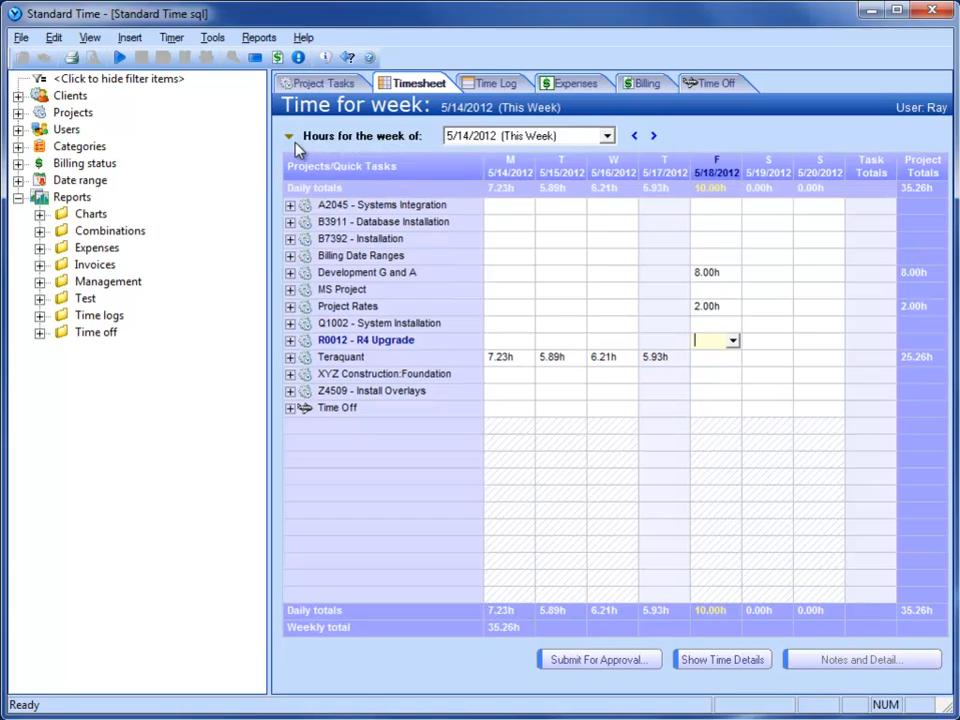 Standard Time - [Standard Time sql]
File Edit View Insert Timer Tools Reports Help
<Click to hide filter items>
Clients
Projects
Users
Categories
Billing status
Date range
Reports
Charts
Combinations
Expenses
Invoices
Management
Test
Time logs
Time off
Project Tasks Timesheet Time Log Expenses Billing Time Off
Time for week: 5/14/2012 (This Week) User: Ray
Hours for the week of: 5/14/2012 (This Week)
M T W T F S S Task Project
Projects/Quick Tasks 5/14/2012 5/15/2012 5/16/2012 5/17/2012 5/18/2012 5/19/2012 5/20/2012 Totals Totals
Daily totals 7.23h 5.89h 6.21h 5.93h 10.00h 0.00h 0.00h 35.26h
A2045 - Systems Integration
B3911 - Database Installation
B7392 - Installation
Billing Date Ranges
Development G and A 8.00h 8.00h
MS Project
Project Rates 2.00h 2.00h
Q1002 - System Installation
R0012 - R4 Upgrade
Teraquant 7.23h 5.89h 6.21h 5.93h 25.26h
XYZ Construction:Foundation
Z4509 - Install Overlays
Time Off
Daily totals 7.23h 5.89h 6.21h 5.93h 10.00h 0.00h 0.00h 35.26h
Weekly total 35.26h
Submit For Approval... Show Time Details Notes and Detail...
Ready NUM